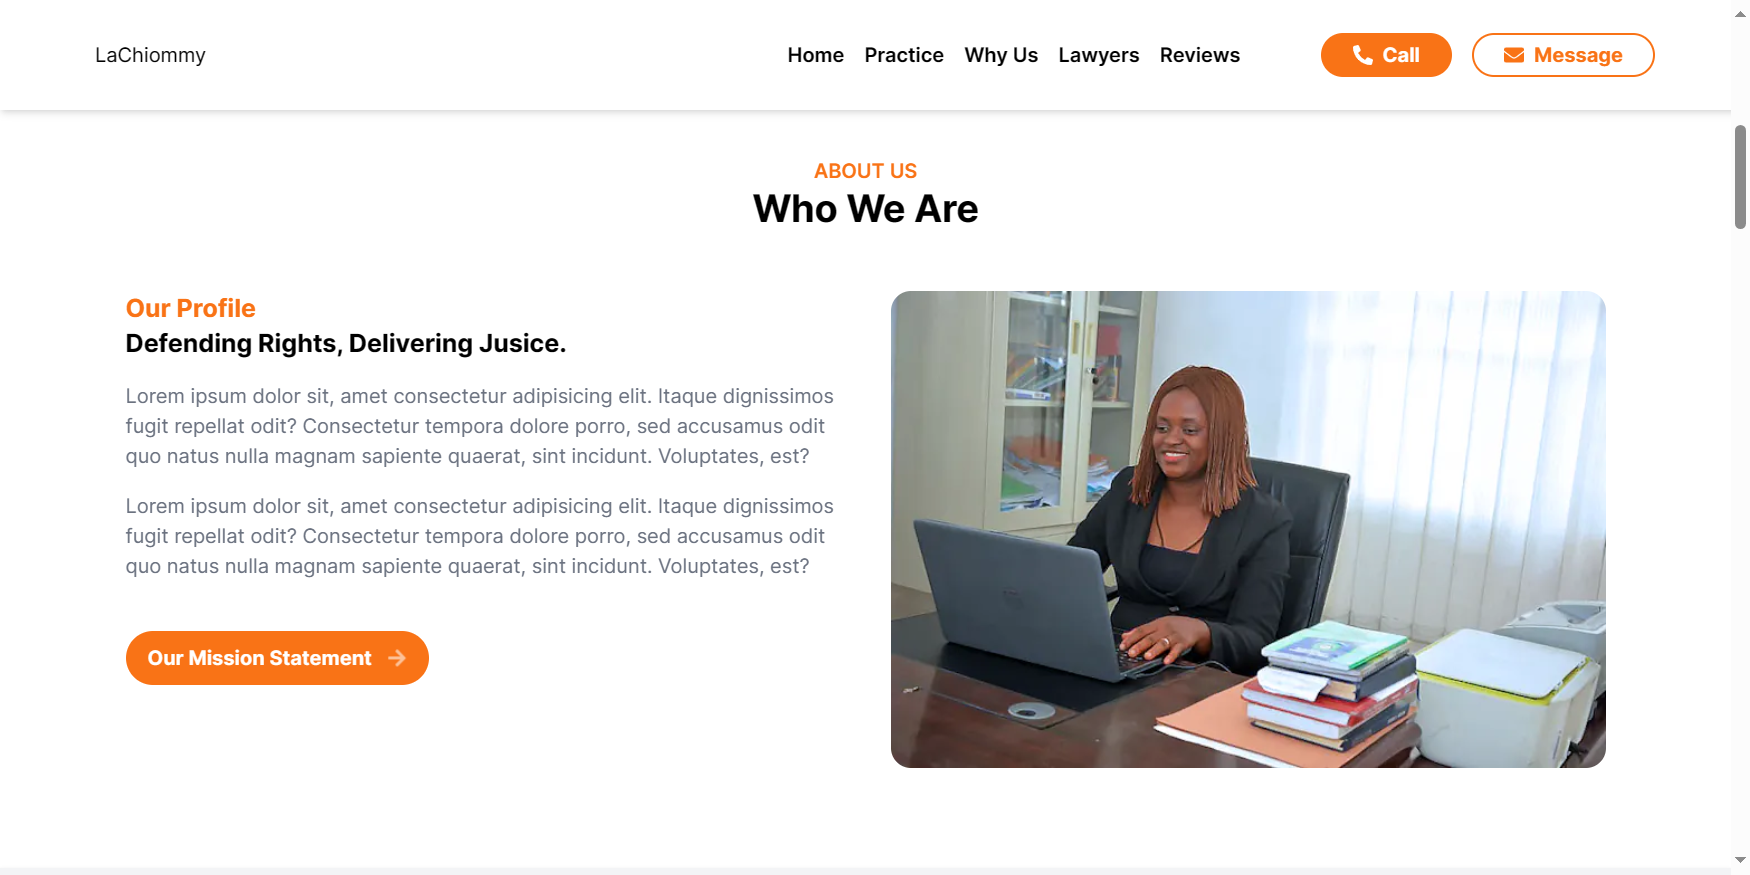 LaChiommy
Home Practice Why Us Lawyers Reviews Call Message
ABOUT US
Who We Are
Our Profile
Defending Rights, Delivering Jusice.
Lorem ipsum dolor sit, amet consectetur adipisicing elit. Itaque dignissimos
fugit repellat odit? Consectetur tempora dolore porro, sed accusamus odit
quo natus nulla magnam sapiente quaerat, sint incidunt. Voluptates, est?
Lorem ipsum dolor sit, amet consectetur adipisicing elit. Itaque dignissimos
fugit repellat odit? Consectetur tempora dolore porro, sed accusamus odit
quo natus nulla magnam sapiente quaerat, sint incidunt. Voluptates, est?
Our Mission Statement